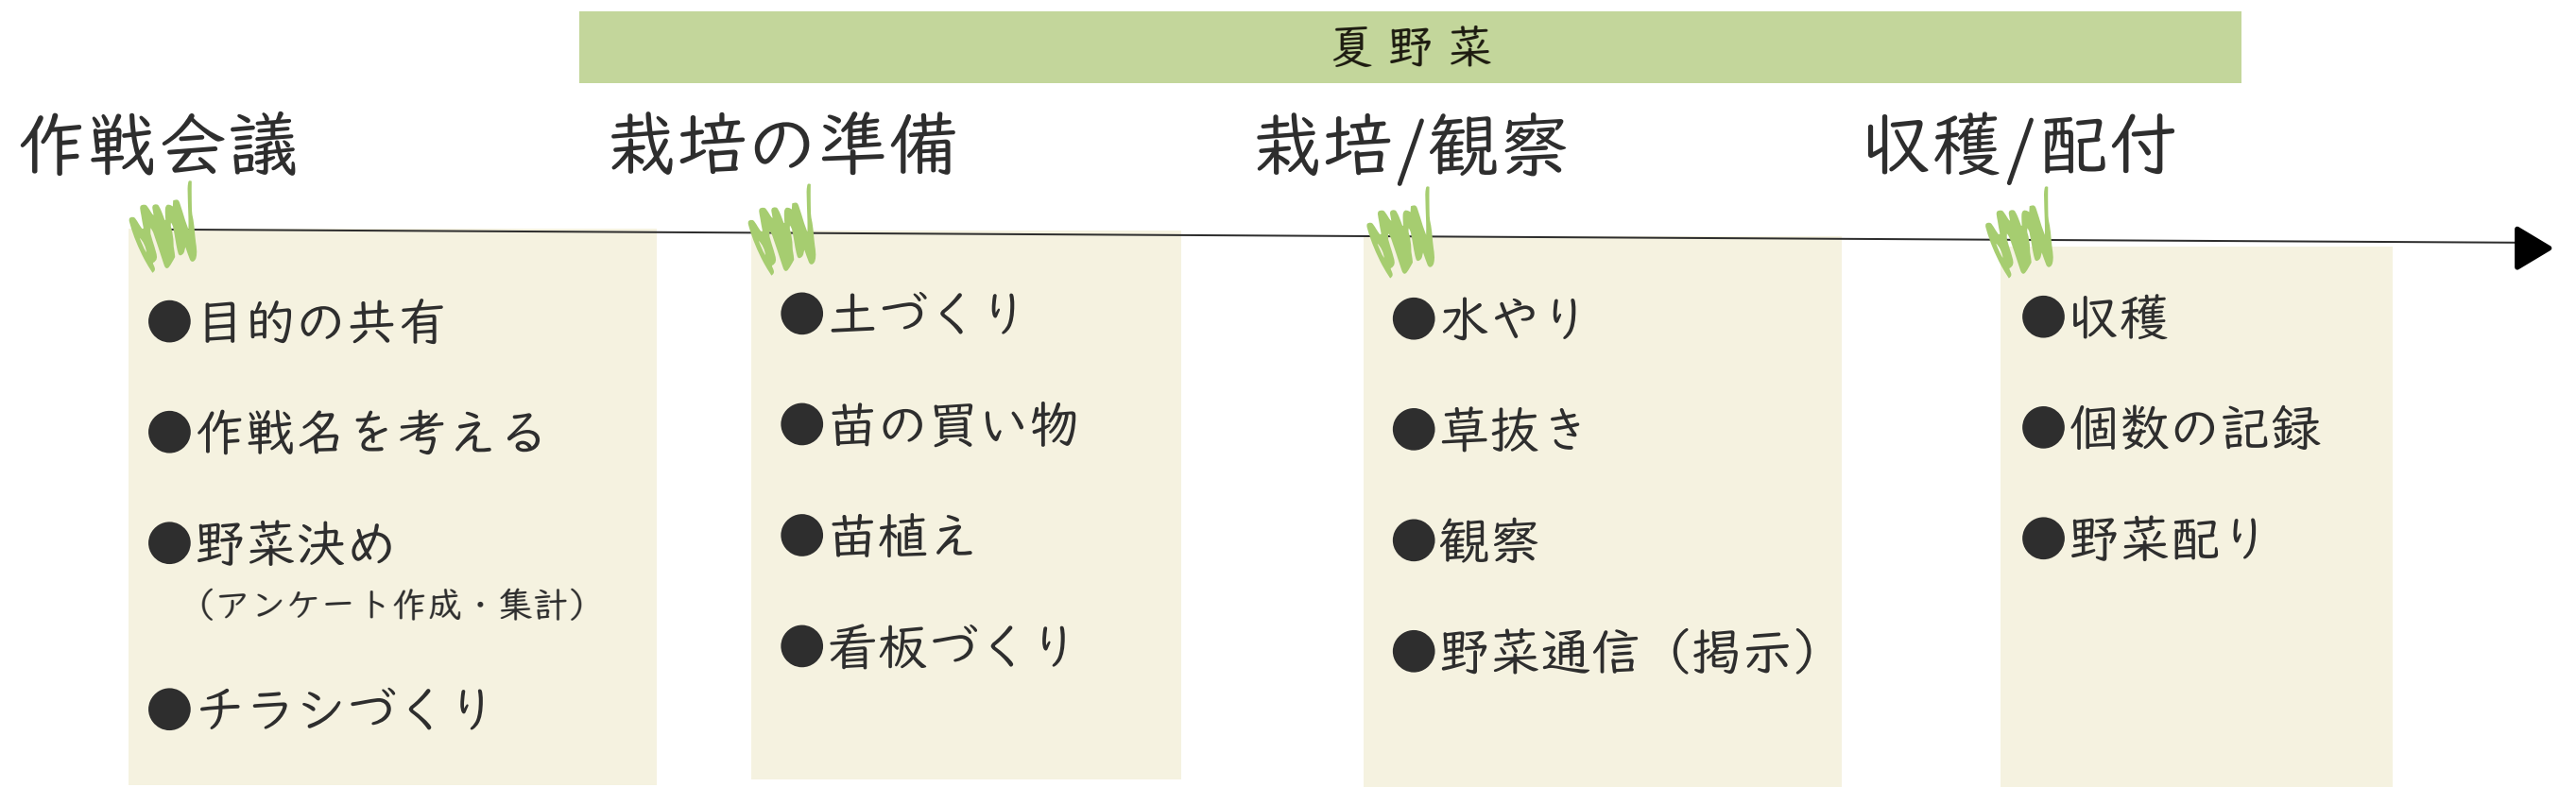 夏野菜
作戦会議
●目的の共有
●作戦名を考える
●野菜決め
（アンケート作成・集計）
●チラシづくり
栽培の準備
●土づくり
●苗の買い物
●苗植え
●看板づくり
栽培/観察
●水やり
●草抜き
●観察
●野菜通信（掲示）
収穫/配付
●収穫
●個数の記録
●野菜配り